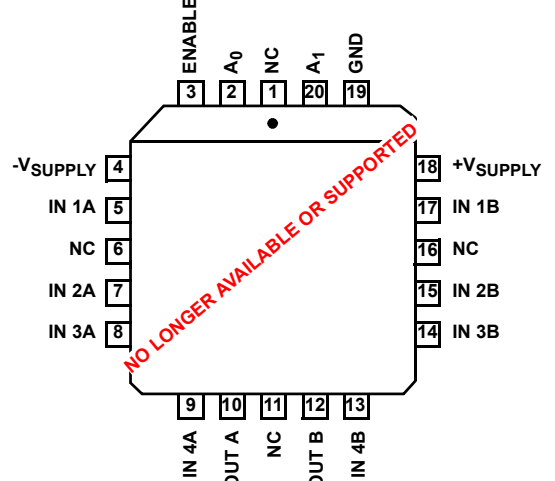 ENABLE
A0
NC
A1
GND
3
2
1
20
19
-VSUPPLY 4
18 +VSUPPLY
IN 1A 5
17 IN 1B
NC 6
16 NC
IN 2A 7
15 IN 2B
IN 3A 8
14 IN 3B
NO LONGER AVAILABLE OR SUPPORTED
9
10
11
12
13
IN 4A
OUT A
NC
OUT B
IN 4B